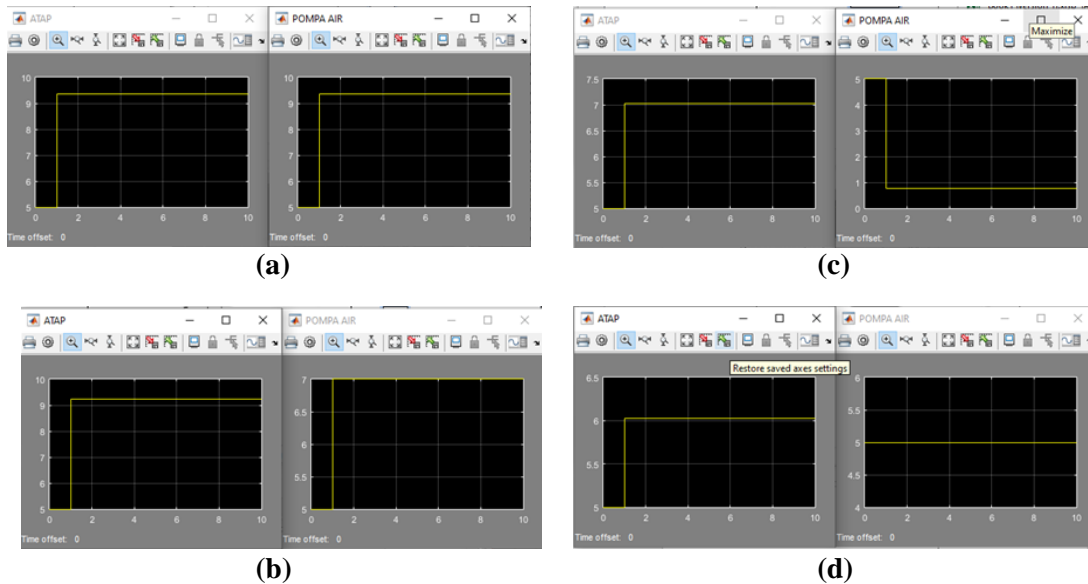 ATAP
POMPA AIR
10
9
8
7
6
5
0 2 4 6 8 10
Time offset: 0
10
9
8
7
6
5
0 2 4 6 8 10
Time offset: 0
(a)
ATAP
POMPA AIR
Maximize
7.5
7
6.5
6
5.5
5
0 2 4 6 8 10
Time offset: 0
5
4
3
2
1
0
0 2 4 6 8 10
Time offset: 0
(c)
ATAP
POMPA AIR
10
9
8
7
6
5
0 2 4 6 8 10
Time offset: 0
7
6.5
6
5.5
5
0 2 4 6 8 10
Time offset: 0
(b)
ATAP
POMPA AIR
Restore saved axes settings
6.5
6
5.5
5
0 2 4 6 8 10
Time offset: 0
6
5.5
5
4.5
4
0 2 4 6 8 10
Time offset: 0
(d)